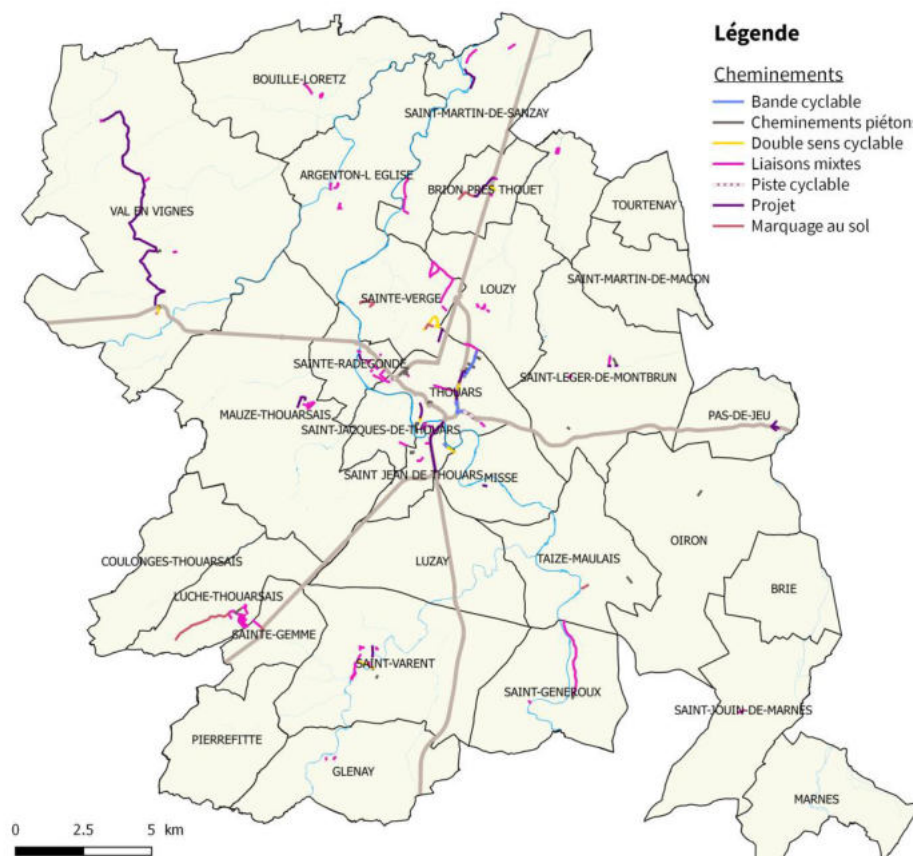 Légende
Cheminements
Bande cyclable
Cheminements piétons
Double sens cyclable
Liaisons mixtes
Piste cyclable
Projet
Marquage au sol
BOUILLE-LORETZ
SAINT-MARTIN-DE-SANZAY
ARGENTON-L EGLISE
BRION PRES THOUET
VAL EN VIGNES
TOURTENAY
SAINT-MARTIN-DE-MACON
SAINTE-VERGE
LOUZY
SAINTE-RADEGONDE
SAINT-LEGER-DE-MONTBRUN
THOUARS
MAUZE-THOUARSAIS
PAS-DE-JEU
SAINT-JACQUES-DE-THOUARS
SAINT JEAN DE THOUARS
MISSE
OIRON
COULONGES-THOUARSAIS
LUZAY
TAIZE-MAULAIS
BRIE
LUCHE-THOUARSAIS
SAINTE-GEMME
SAINT-VARENT
SAINT-GENEROUX
SAINT-JOUIN-DE-MARNES
PIERREFITTE
GLENAY
MARNES
0 2.5 5 km